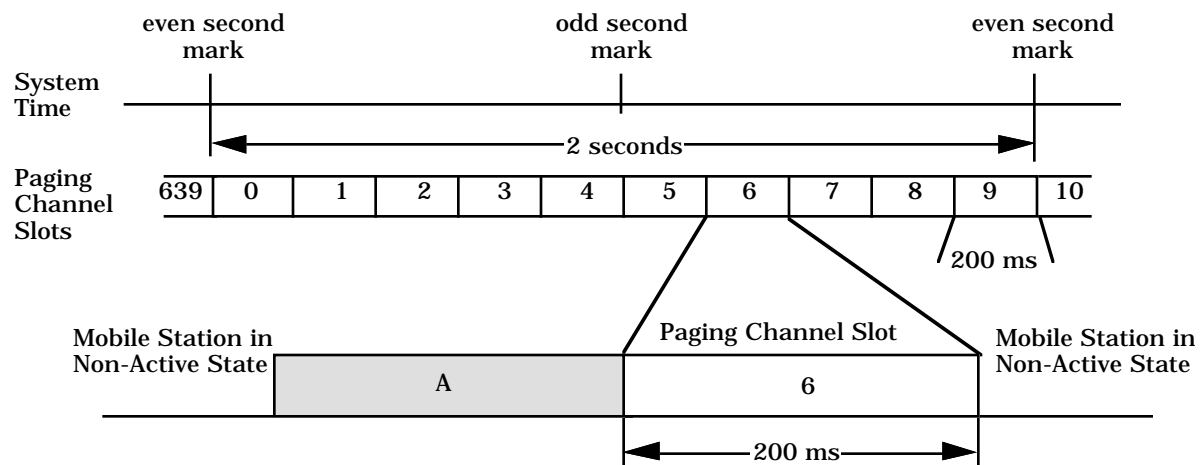 even second
mark
odd second
mark
even second
mark
System
Time
2 seconds
Paging
Channel
Slots
639 0 1 2 3 4 5 6 7 8 9 10
200 ms
Mobile Station in
Non-Active State
Paging Channel Slot
Mobile Station in
Non-Active State
A
6
200 ms